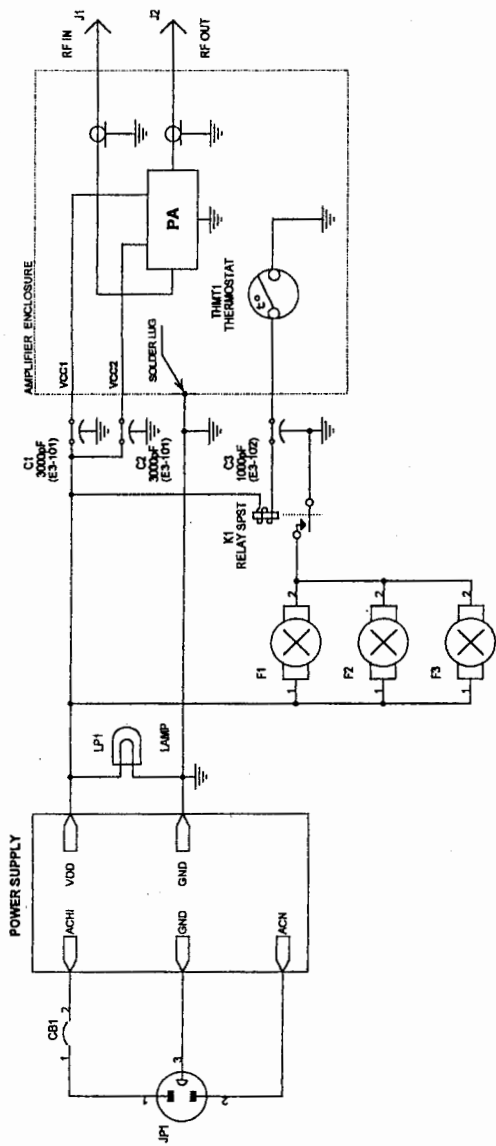 POWER SUPPLY
JP1
1
2
3
CB1
1
2
ACHI
GND
ACN
VDD
GND
LP1
LAMP
F1
1
2
F2
1
2
F3
1
2
K1
RELAY SPST
C1
3000pF
(E3-101)
C2
3000pF
(E3-101)
C3
1000pF
(E3-102)
AMPLIFIER ENCLOSURE
VCC1
VCC2
SOLDER LUG
PA
THMT1
THERMOSTAT
t°
RF IN
J1
RF OUT
J2